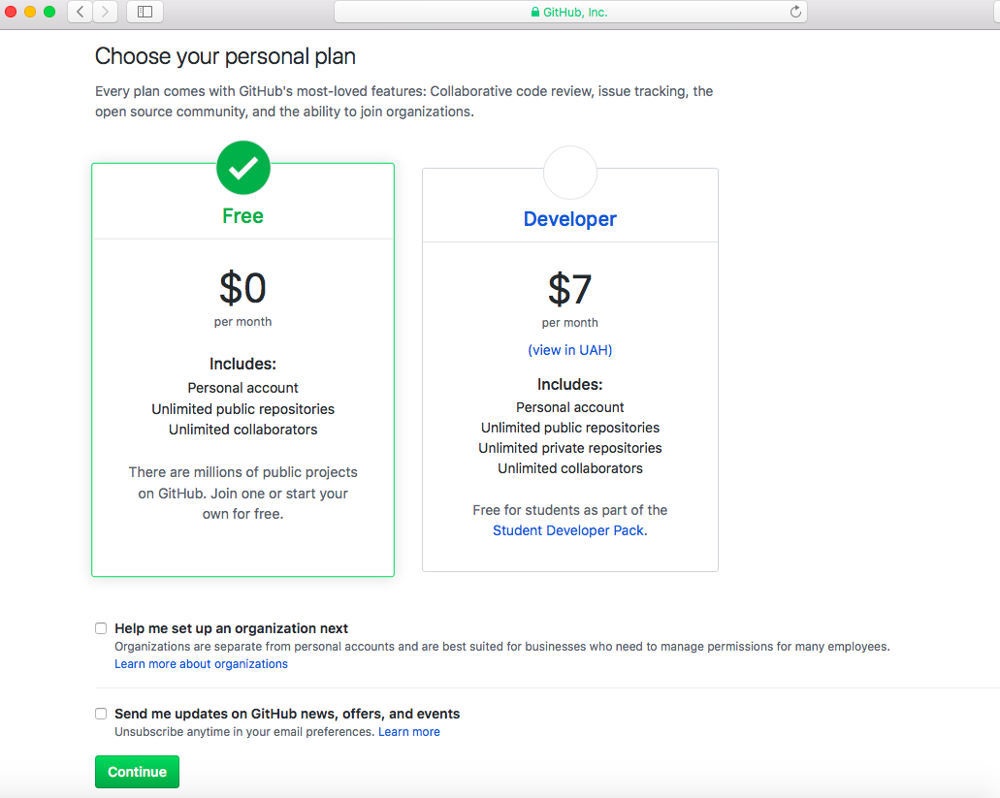 GitHub, Inc.
Choose your personal plan
Every plan comes with GitHub's most-loved features: Collaborative code review, issue tracking, the
open source community, and the ability to join organizations.
Free
$0
per month
Includes:
Personal account
Unlimited public repositories
Unlimited collaborators
There are millions of public projects
on GitHub. Join one or start your
own for free.
Developer
$7
per month
(view in UAH)
Includes:
Personal account
Unlimited public repositories
Unlimited private repositories
Unlimited collaborators
Free for students as part of the
Student Developer Pack.
Help me set up an organization next
Organizations are separate from personal accounts and are best suited for businesses who need to manage permissions for many employees.
Learn more about organizations
Send me updates on GitHub news, offers, and events
Unsubscribe anytime in your email preferences. Learn more
Continue